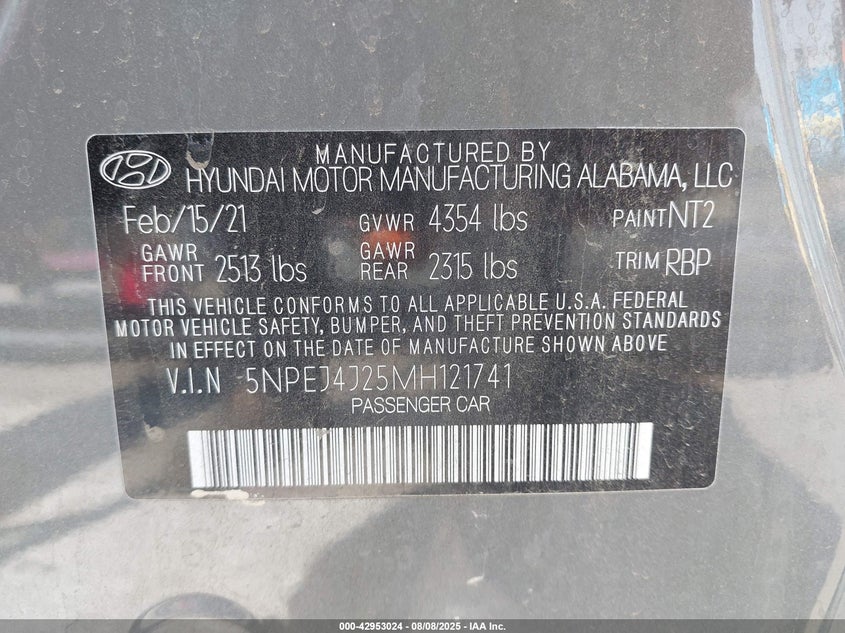 MANUFACTURED BY
HYUNDAI MOTOR MANUFACTURING ALABAMA, LLC
Feb/15/21 GVWR 4354 lbs PAINT NT2
GAWR FRONT 2513 lbs GAWR REAR 2315 lbs TRIM RBP
THIS VEHICLE CONFORMS TO ALL APPLICABLE U.S.A. FEDERAL
MOTOR VEHICLE SAFETY, BUMPER, AND THEFT PREVENTION STANDARDS
IN EFFECT ON THE DATE OF MANUFACTURE SHOWN ABOVE
V.I.N 5NPEJ4J25MH121741
PASSENGER CAR
000-42953024 - 08/08/2025 - IAA Inc.